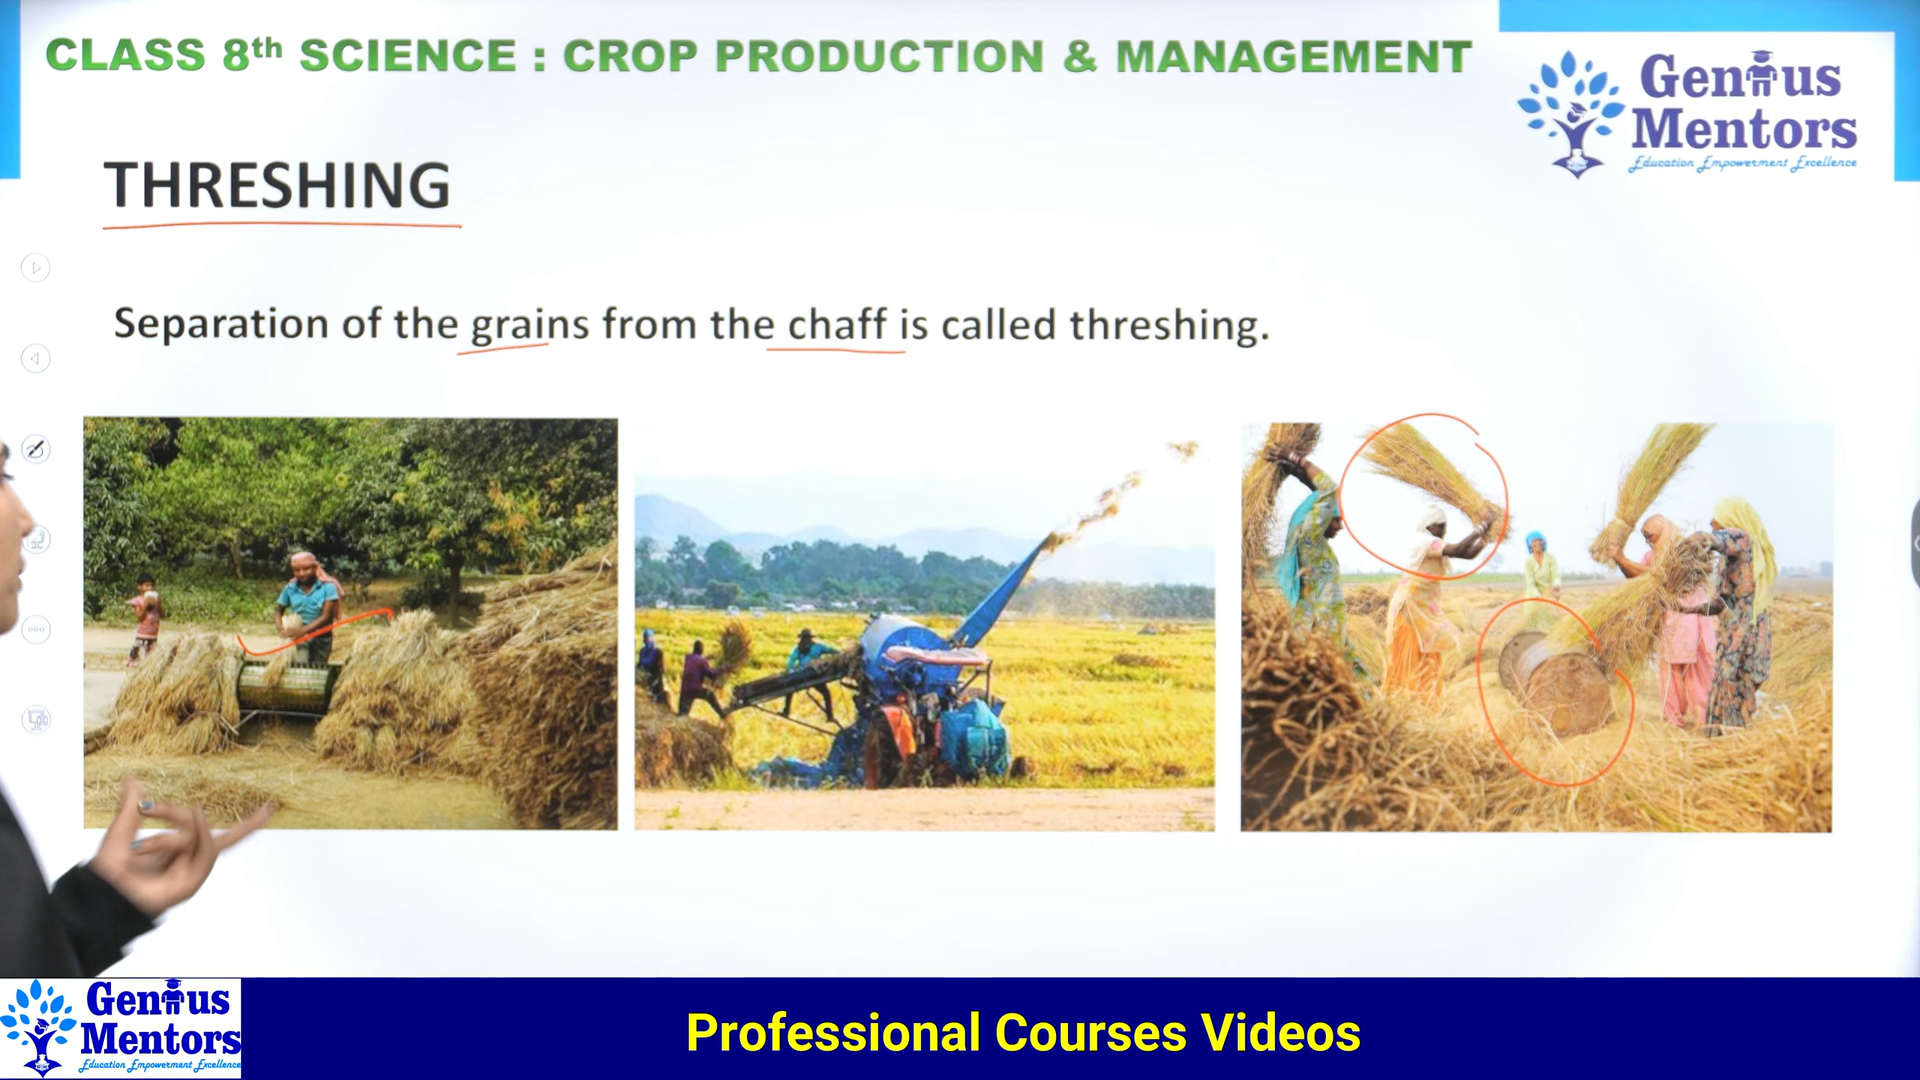 CLASS 8th SCIENCE : CROP PRODUCTION & MANAGEMENT
Genius
Mentors
Education Empowerment Excellence
THRESHING
Separation of the grains from the chaff is called threshing.
Genius
Mentors
Education Empowerment Excellence
Professional Courses Videos